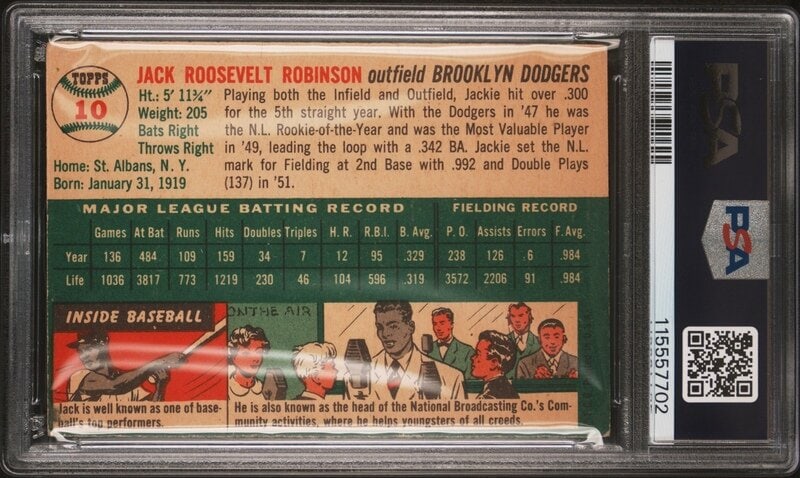 TOPPS
10
JACK ROOSEVELT ROBINSON outfield BROOKLYN DODGERS
Ht.: 5' 11¾"
Weight: 205
Bats Right
Throws Right
Home: St. Albans, N. Y.
Born: January 31, 1919
Playing both the Infield and Outfield, Jackie hit over .300
for the 5th straight year. With the Dodgers in '47 he was
the N.L. Rookie-of-the-Year and was the Most Valuable Player
in '49, leading the loop with a .342 BA. Jackie set the N.L.
mark for Fielding at 2nd Base with .992 and Double Plays
(137) in '51.
MAJOR LEAGUE BATTING RECORD FIELDING RECORD
Games At Bat Runs Hits Doubles Triples H. R. R.B.I. B. Avg. P. O. Assists Errors F. Avg.
Year 136 484 109 159 34 7 12 95 .329 238 126 6 .984
Life 1036 3817 773 1219 230 46 104 596 .319 3572 2206 91 .984
INSIDE BASEBALL
ON THE AIR
Jack is well known as one of base-
ball's top performers.
He is also known as the head of the National Broadcasting Co.'s Com-
munity activities, where he helps youngsters of all creeds.
PSA
PSA
115557702